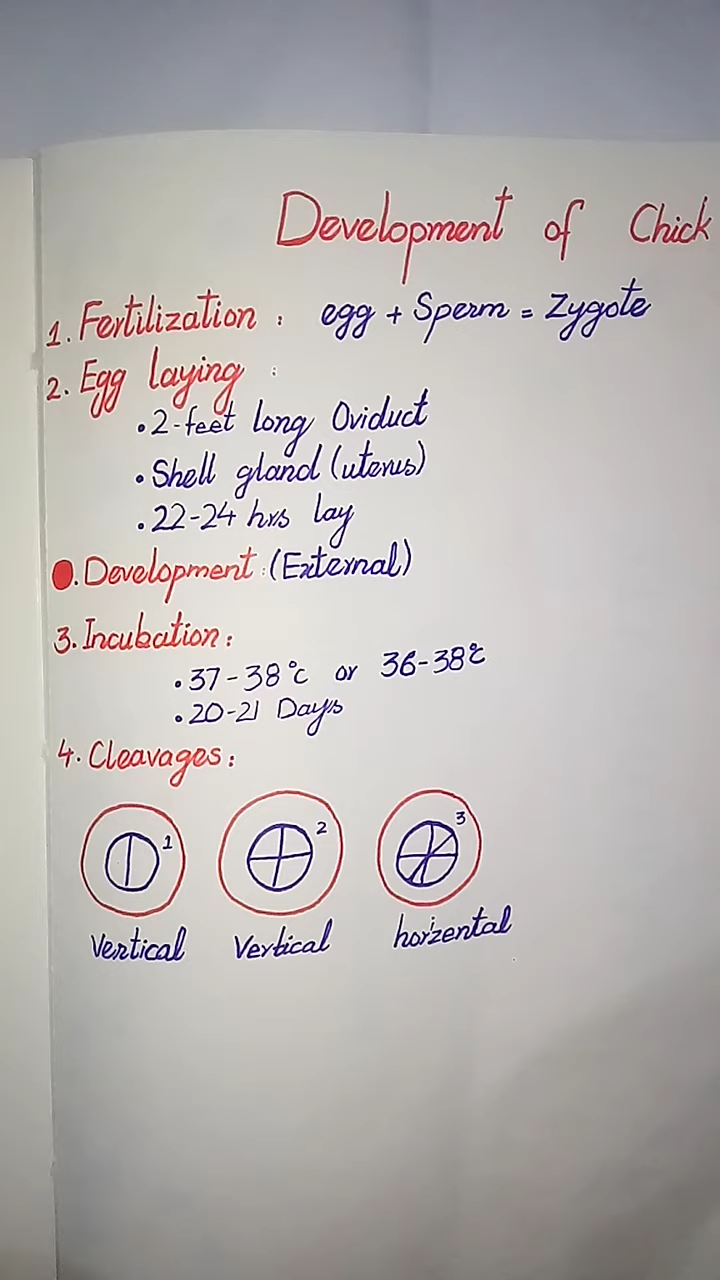 Development of Chick
1. Fertilization : egg + Sperm = Zygote
2. Egg laying :
• 2-feet long Oviduct
• Shell gland (uterus)
• 22-24 hrs lay
. Development : (External)
3. Incubation :
• 37-38°c or 36-38°c
• 20-21 Days
4. Cleavages :
1 2 3
Vertical Vertical horizental